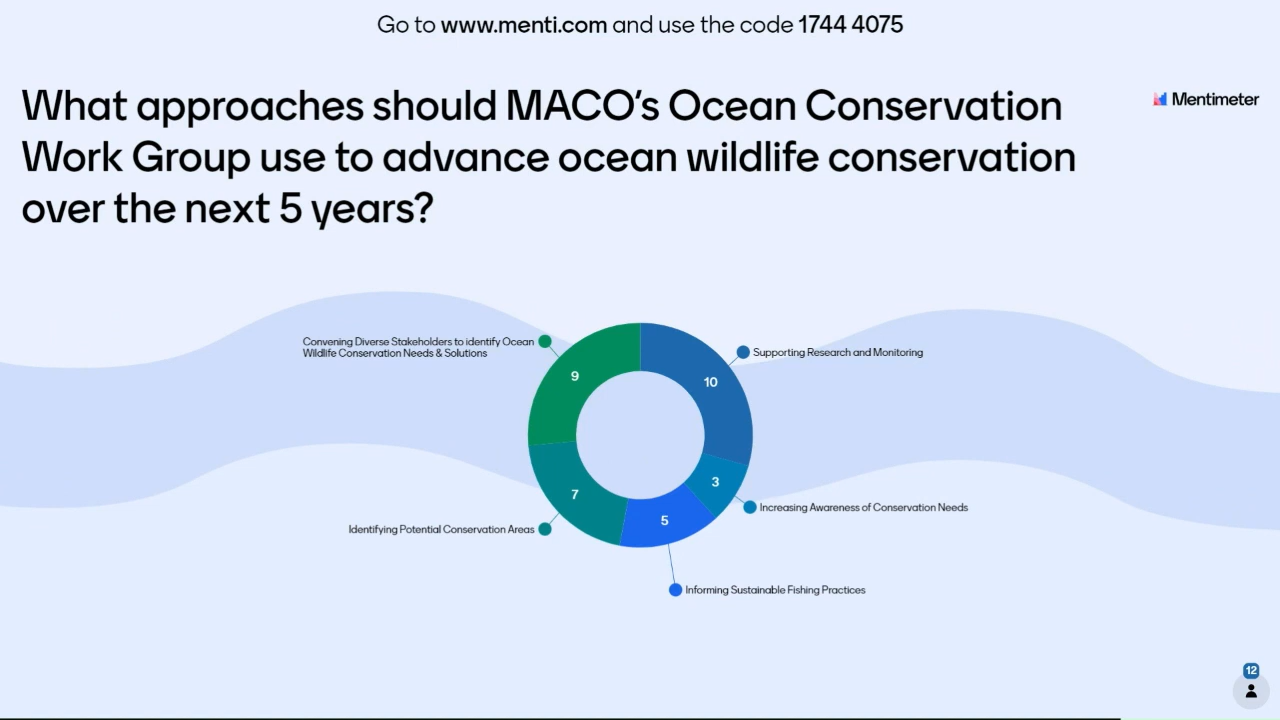 Go to www.menti.com and use the code 1744 4075
What approaches should MACO's Ocean Conservation
Work Group use to advance ocean wildlife conservation
over the next 5 years?
Mentimeter
Convening Diverse Stakeholders to identify Ocean
Wildlife Conservation Needs & Solutions
9
10
Supporting Research and Monitoring
7
3
Increasing Awareness of Conservation Needs
5
Identifying Potential Conservation Areas
Informing Sustainable Fishing Practices
12